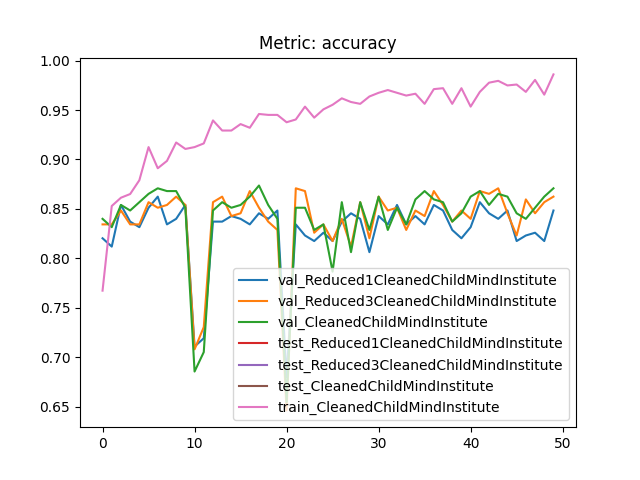 Metric: accuracy
1.00
0.95
0.90
0.85
0.80
0.75
0.70
0.65
val_Reduced1CleanedChildMindInstitute
val_Reduced3CleanedChildMindInstitute
val_CleanedChildMindInstitute
test_Reduced1CleanedChildMindInstitute
test_Reduced3CleanedChildMindInstitute
test_CleanedChildMindInstitute
train_CleanedChildMindInstitute
0 10 20 30 40 50